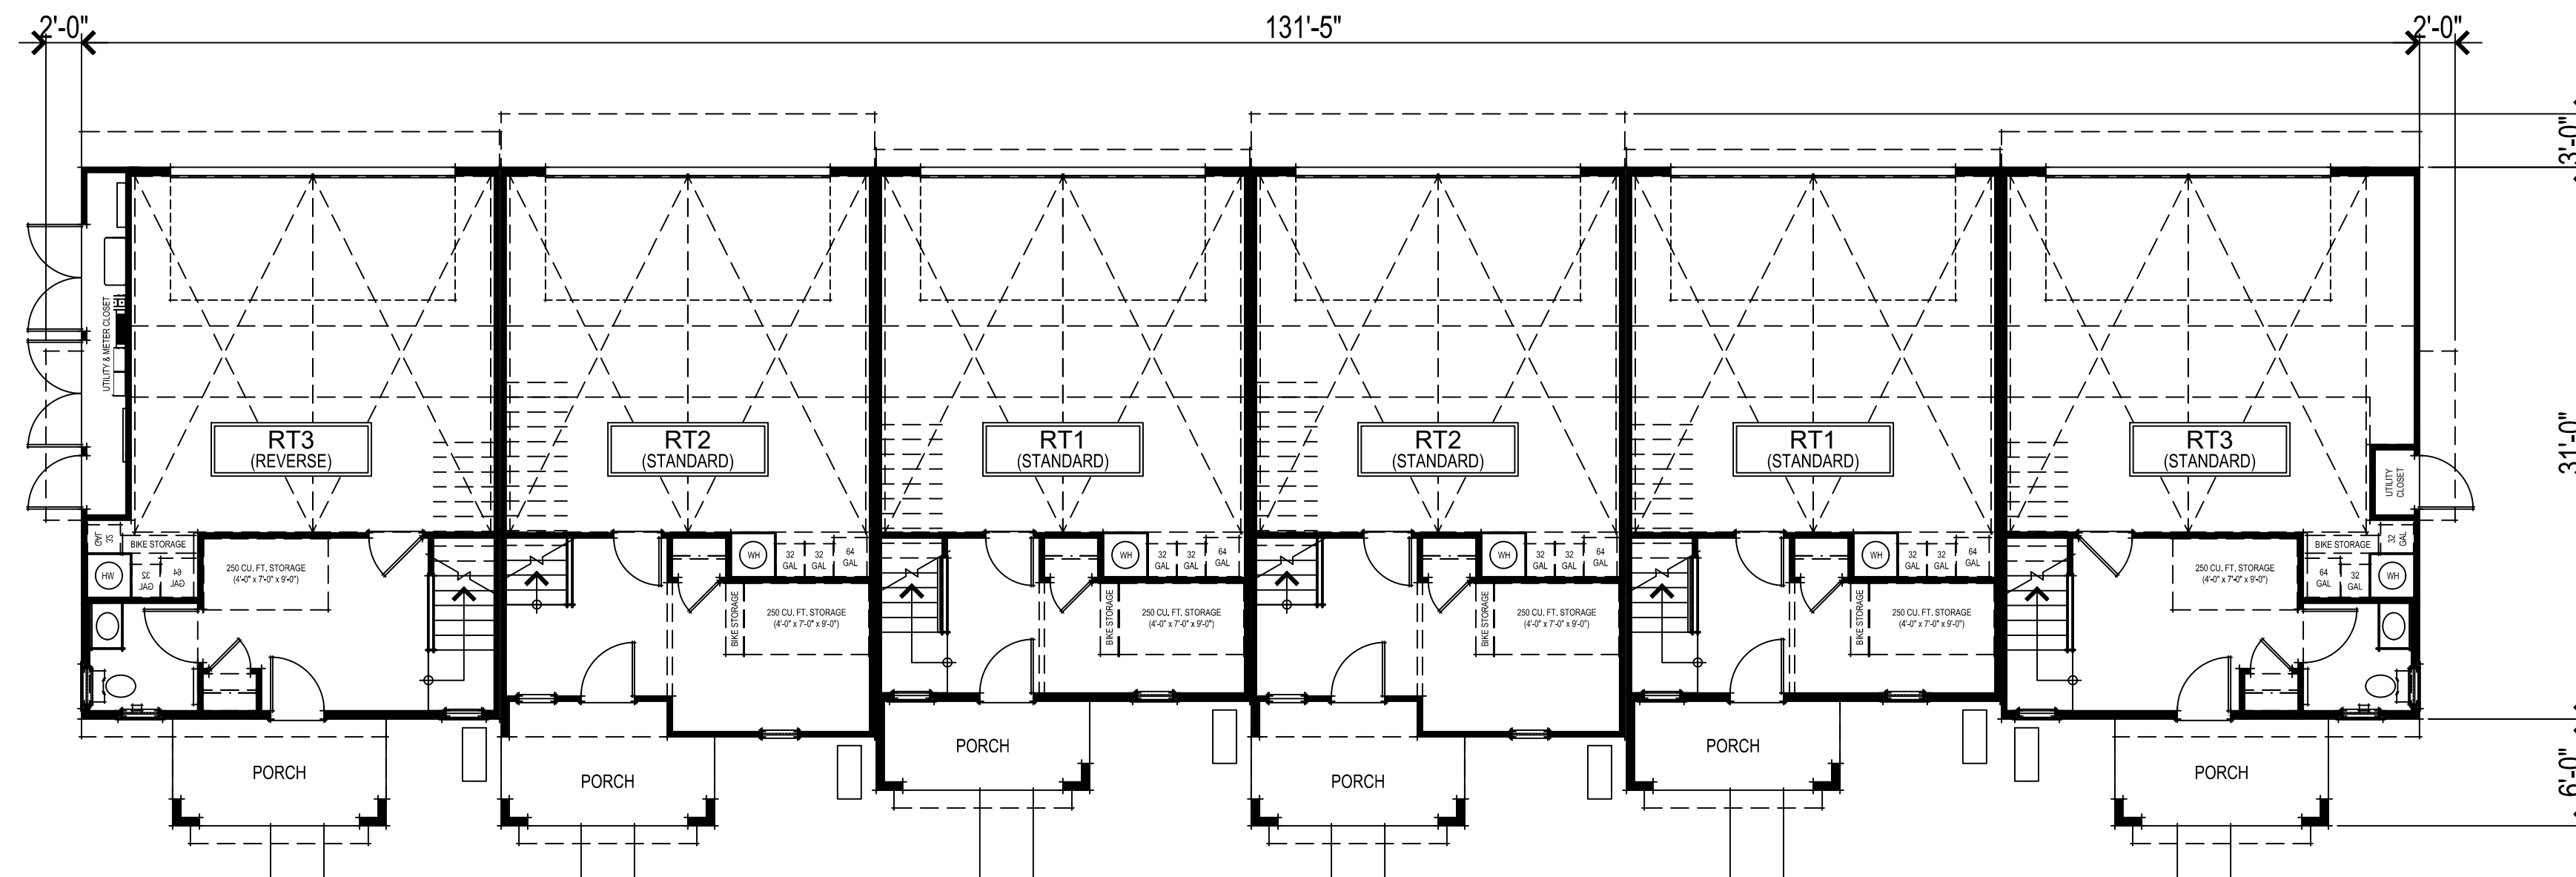 2'-0"
131'-5"
2'-0"
3'-0"
31'-0"
6'-0"
UTILITY & METER CLOSET
RT3
(REVERSE)
RT2
(STANDARD)
RT1
(STANDARD)
RT2
(STANDARD)
RT1
(STANDARD)
RT3
(STANDARD)
UTILITY
CLOSET
32
GAL
BIKE STORAGE
WH
32
GAL
64
GAL
250 CU. FT. STORAGE
(4'-0" x 7'-0" x 9'-0")
WH
32
GAL
32
GAL
64
GAL
BIKE STORAGE
250 CU. FT. STORAGE
(4'-0" x 7'-0" x 9'-0")
WH
32
GAL
32
GAL
64
GAL
BIKE STORAGE
250 CU. FT. STORAGE
(4'-0" x 7'-0" x 9'-0")
WH
32
GAL
32
GAL
64
GAL
BIKE STORAGE
250 CU. FT. STORAGE
(4'-0" x 7'-0" x 9'-0")
WH
32
GAL
32
GAL
64
GAL
BIKE STORAGE
250 CU. FT. STORAGE
(4'-0" x 7'-0" x 9'-0")
250 CU. FT. STORAGE
(4'-0" x 7'-0" x 9'-0")
BIKE STORAGE
32
GAL
64
GAL
32
GAL
WH
PORCH
PORCH
PORCH
PORCH
PORCH
PORCH